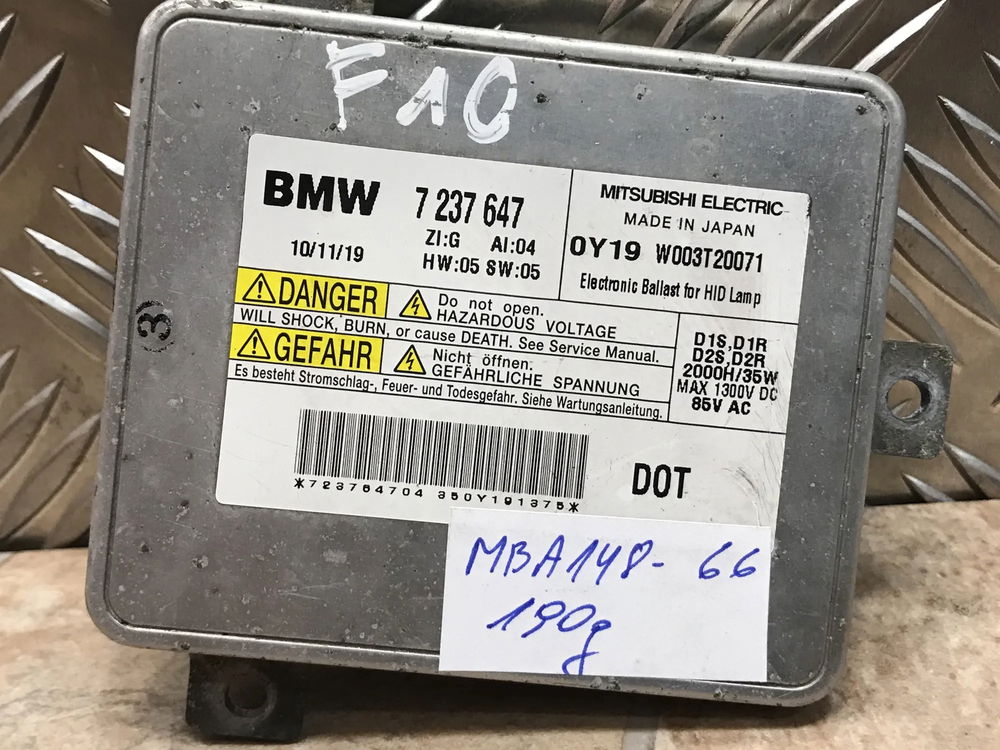 F10
BMW 7 237 647
10/11/19 ZI:G AI:04
HW:05 SW:05
MITSUBISHI ELECTRIC
MADE IN JAPAN
0Y19 W003T20071
Electronic Ballast for HID Lamp
DANGER Do not open.
HAZARDOUS VOLTAGE
WILL SHOCK, BURN, or cause DEATH. See Service Manual.
GEFAHR Nicht öffnen:
GEFÄHRLICHE SPANNUNG
Es besteht Stromschlag-, Feuer- und Todesgefahr. Siehe Wartungsanleitung.
D1S,D1R
D2S,D2R
2000H/35W
MAX 1300V DC
85V AC
3
*723764704 350Y191375*
DOT
MBA148- 66
190g